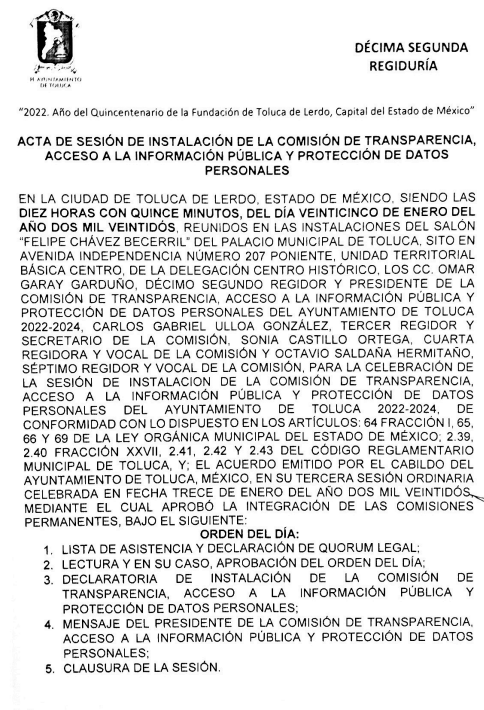 EL AYUNTAMIENTO
DE TOLUCA
DÉCIMA SEGUNDA
REGIDURÍA
"2022. Año del Quincentenario de la Fundación de Toluca de Lerdo, Capital del Estado de México"
ACTA DE SESIÓN DE INSTALACIÓN DE LA COMISIÓN DE TRANSPARENCIA,
ACCESO A LA INFORMACIÓN PÚBLICA Y PROTECCIÓN DE DATOS
PERSONALES
EN LA CIUDAD DE TOLUCA DE LERDO, ESTADO DE MÉXICO, SIENDO LAS
DIEZ HORAS CON QUINCE MINUTOS, DEL DÍA VEINTICINCO DE ENERO DEL
AÑO DOS MIL VEINTIDÓS, REUNIDOS EN LAS INSTALACIONES DEL SALÓN
"FELIPE CHÁVEZ BECERRIL" DEL PALACIO MUNICIPAL DE TOLUCA, SITO EN
AVENIDA INDEPENDENCIA NÚMERO 207 PONIENTE, UNIDAD TERRITORIAL
BÁSICA CENTRO, DE LA DELEGACIÓN CENTRO HISTÓRICO, LOS CC. OMAR
GARAY GARDUÑO, DÉCIMO SEGUNDO REGIDOR Y PRESIDENTE DE LA
COMISIÓN DE TRANSPARENCIA, ACCESO A LA INFORMACIÓN PÚBLICA Y
PROTECCIÓN DE DATOS PERSONALES DEL AYUNTAMIENTO DE TOLUCA
2022-2024, CARLOS GABRIEL ULLOA GONZÁLEZ, TERCER REGIDOR Y
SECRETARIO DE LA COMISIÓN, SONIA CASTILLO ORTEGA, CUARTA
REGIDORA Y VOCAL DE LA COMISIÓN Y OCTAVIO SALDAÑA HERMITAÑO,
SÉPTIMO REGIDOR Y VOCAL DE LA COMISIÓN, PARA LA CELEBRACIÓN DE
LA SESIÓN DE INSTALACION DE LA COMISIÓN DE TRANSPARENCIA,
ACCESO A LA INFORMACIÓN PÚBLICA Y PROTECCIÓN DE DATOS
PERSONALES DEL AYUNTAMIENTO DE TOLUCA 2022-2024, DE
CONFORMIDAD CON LO DISPUESTO EN LOS ARTÍCULOS: 64 FRACCIÓN I, 65,
66 Y 69 DE LA LEY ORGÁNICA MUNICIPAL DEL ESTADO DE MÉXICO; 2.39,
2.40 FRACCIÓN XXVII, 2.41, 2.42 Y 2.43 DEL CÓDIGO REGLAMENTARIO
MUNICIPAL DE TOLUCA, Y; EL ACUERDO EMITIDO POR EL CABILDO DEL
AYUNTAMIENTO DE TOLUCA, MÉXICO, EN SU TERCERA SESIÓN ORDINARIA
CELEBRADA EN FECHA TRECE DE ENERO DEL AÑO DOS MIL VEINTIDÓS,
MEDIANTE EL CUAL APROBÓ LA INTEGRACIÓN DE LAS COMISIONES
PERMANENTES, BAJO EL SIGUIENTE:
ORDEN DEL DÍA:
1. LISTA DE ASISTENCIA Y DECLARACIÓN DE QUORUM LEGAL;
2. LECTURA Y EN SU CASO, APROBACIÓN DEL ORDEN DEL DÍA;
3. DECLARATORIA DE INSTALACIÓN DE LA COMISIÓN DE
TRANSPARENCIA, ACCESO A LA INFORMACIÓN PÚBLICA Y
PROTECCIÓN DE DATOS PERSONALES;
4. MENSAJE DEL PRESIDENTE DE LA COMISIÓN DE TRANSPARENCIA,
ACCESO A LA INFORMACIÓN PÚBLICA Y PROTECCIÓN DE DATOS
PERSONALES;
5. CLAUSURA DE LA SESIÓN.